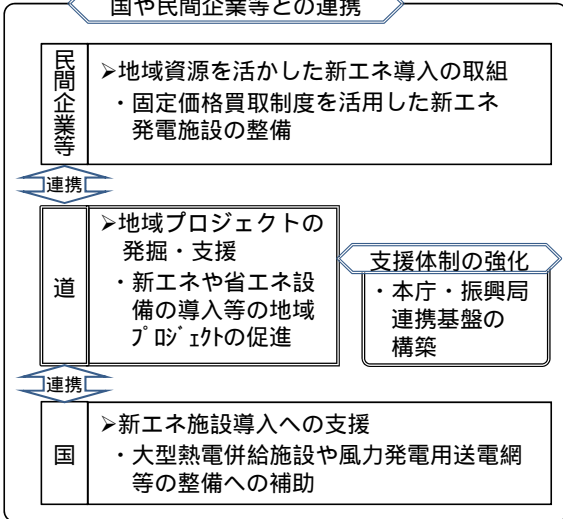 国や民間企業等との連携
民間企業等
➢地域資源を活かした新エネ導入の取組
・固定価格買取制度を活用した新エネ
発電施設の整備
連携
道
➢地域プロジェクトの
発掘・支援
・新エネや省エネ設
備の導入等の地域
ﾌﾟﾛｼﾞｪｸﾄの促進
支援体制の強化
・本庁・振興局
連携基盤の
構築
連携
国
➢新エネ施設導入への支援
・大型熱電併給施設や風力発電用送電網
等の整備への補助